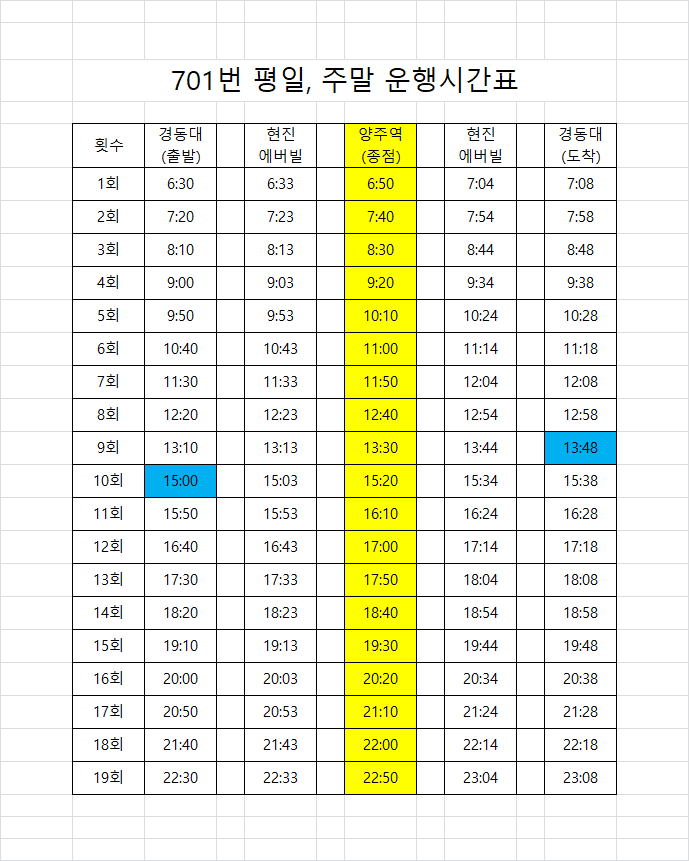 701번 평일, 주말 운행시간표
횟수 경동대 (출발) 현진 에버빌 양주역 (종점) 현진 에버빌 경동대 (도착)
1회 6:30 6:33 6:50 7:04 7:08
2회 7:20 7:23 7:40 7:54 7:58
3회 8:10 8:13 8:30 8:44 8:48
4회 9:00 9:03 9:20 9:34 9:38
5회 9:50 9:53 10:10 10:24 10:28
6회 10:40 10:43 11:00 11:14 11:18
7회 11:30 11:33 11:50 12:04 12:08
8회 12:20 12:23 12:40 12:54 12:58
9회 13:10 13:13 13:30 13:44 13:48
10회 15:00 15:03 15:20 15:34 15:38
11회 15:50 15:53 16:10 16:24 16:28
12회 16:40 16:43 17:00 17:14 17:18
13회 17:30 17:33 17:50 18:04 18:08
14회 18:20 18:23 18:40 18:54 18:58
15회 19:10 19:13 19:30 19:44 19:48
16회 20:00 20:03 20:20 20:34 20:38
17회 20:50 20:53 21:10 21:24 21:28
18회 21:40 21:43 22:00 22:14 22:18
19회 22:30 22:33 22:50 23:04 23:08